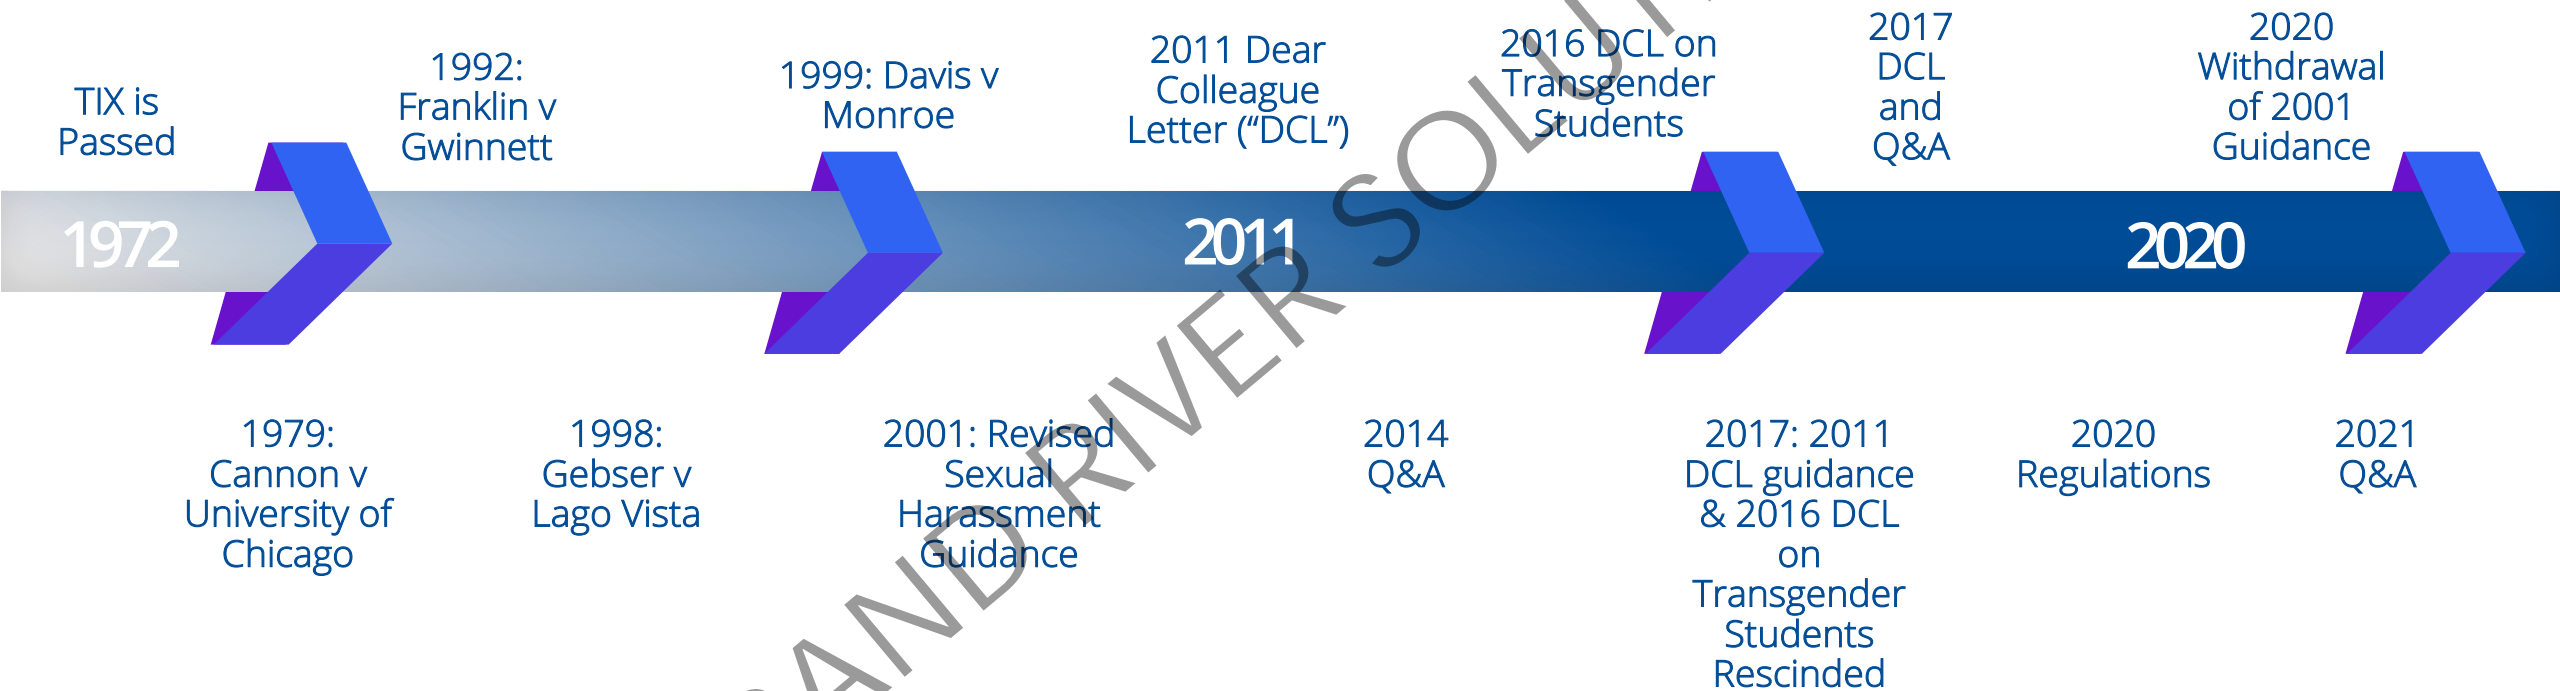 TIX is
Passed
1992:
Franklin v
Gwinnett
1999: Davis v
Monroe
2011 Dear
Colleague
Letter (“DCL”)
2016 DCL on
Transgender
Students
2017
DCL
and
Q&A
2020
Withdrawal
of 2001
Guidance
1972
2011
2020
1979:
Cannon v
University of
Chicago
1998:
Gebser v
Lago Vista
2001: Revised
Sexual
Harassment
Guidance
2014
Q&A
2017: 2011
DCL guidance
& 2016 DCL
on
Transgender
Students
Rescinded
2020
Regulations
2021
Q&A
RIVER